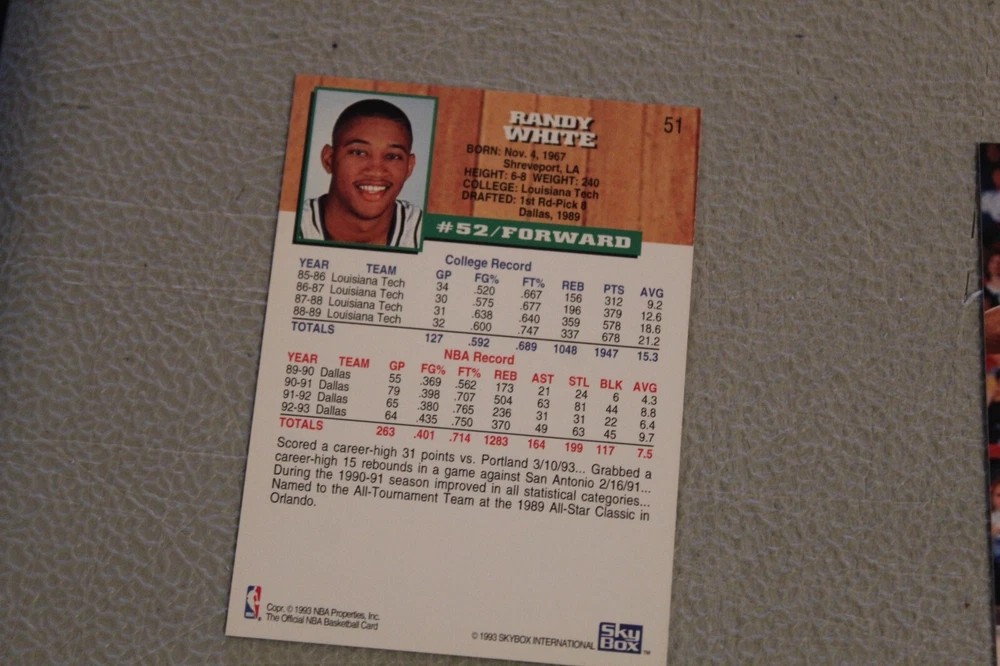 51
RANDY
WHITE
BORN: Nov. 4, 1967
Shreveport, LA
HEIGHT: 6-8 WEIGHT: 240
COLLEGE: Louisiana Tech
DRAFTED: 1st Rd-Pick 8
Dallas, 1989
#52/FORWARD
College Record
YEAR TEAM GP FG% FT% REB PTS AVG
85-86 Louisiana Tech 34 .520 .667 156 312 9.2
86-87 Louisiana Tech 30 .575 .677 196 379 12.6
87-88 Louisiana Tech 31 .638 .640 359 578 18.6
88-89 Louisiana Tech 32 .600 .747 337 678 21.2
TOTALS 127 .592 .689 1048 1947 15.3
NBA Record
YEAR TEAM GP FG% FT% REB AST STL BLK AVG
89-90 Dallas 55 .369 .562 173 21 24 6 4.3
90-91 Dallas 79 .398 .707 504 63 81 44 8.8
91-92 Dallas 65 .380 .765 236 31 31 22 6.4
92-93 Dallas 64 .435 .750 370 49 63 45 9.7
TOTALS 263 .401 .714 1283 164 199 117 7.5
Scored a career-high 31 points vs. Portland 3/10/93... Grabbed a
career-high 15 rebounds in a game against San Antonio 2/16/91...
During the 1990-91 season improved in all statistical categories...
Named to the All-Tournament Team at the 1989 All-Star Classic in
Orlando.
Copr. © 1993 NBA Properties, Inc.
The Official NBA Basketball Card
© 1993 SKYBOX INTERNATIONAL
Sky
Box
TM